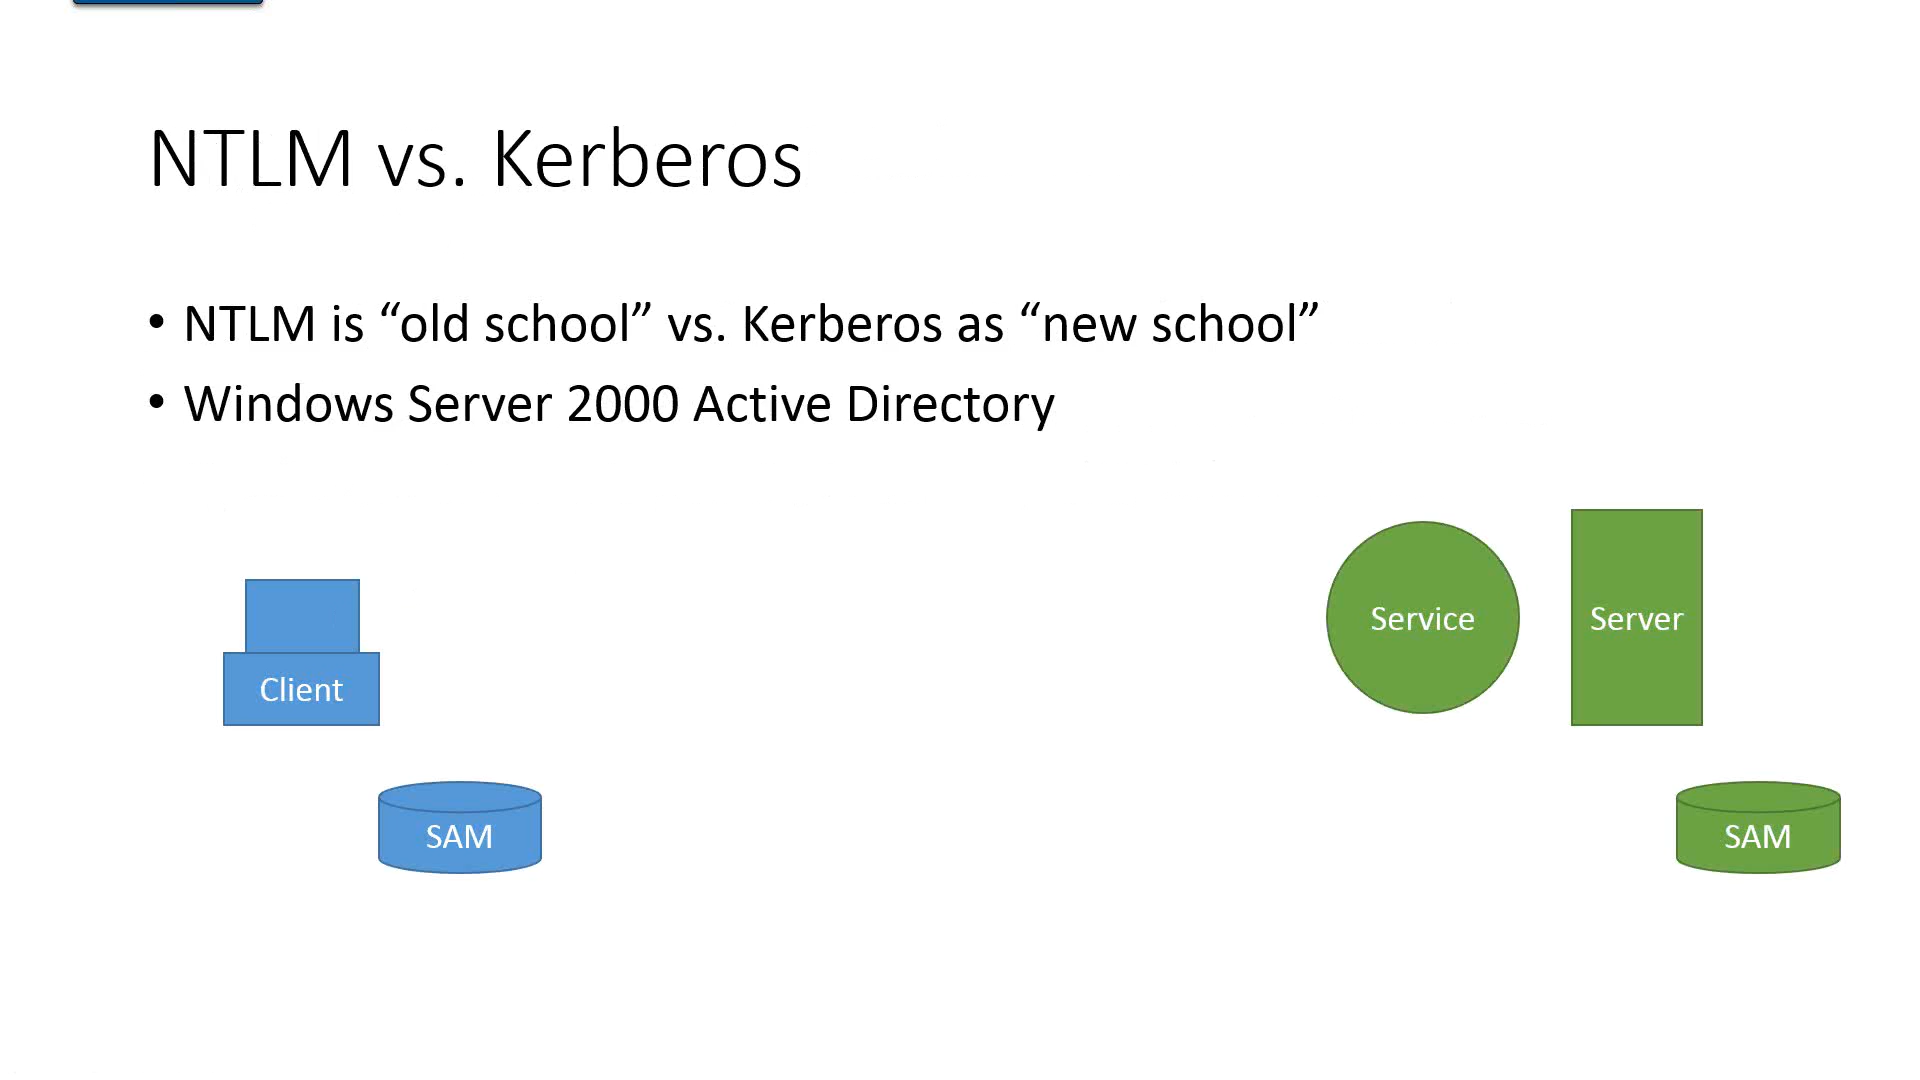 NTLM vs. Kerberos
• NTLM is “old school” vs. Kerberos as “new school”
• Windows Server 2000 Active Directory
Service
Server
Client
SAM
SAM